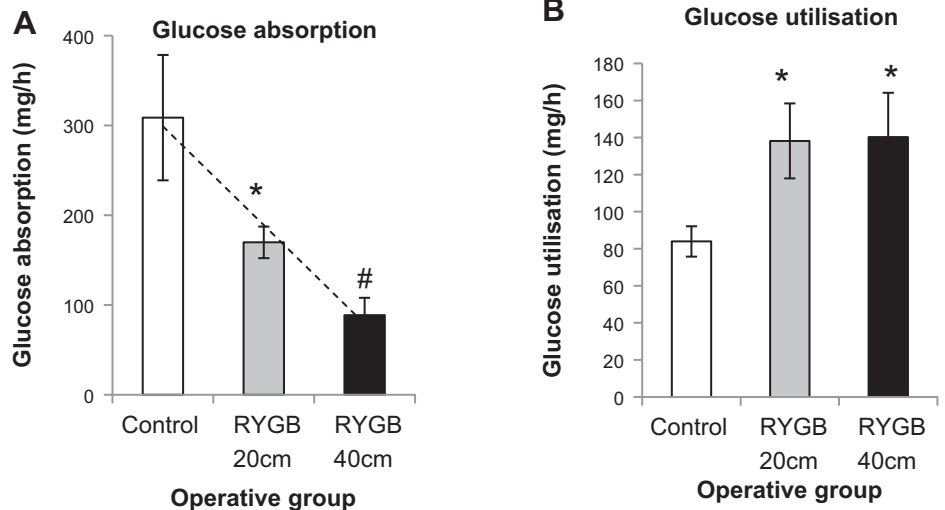 A
Glucose absorption
Glucose absorption (mg/h)
400
300
200
100
0
*
#
Control
RYGB
20cm
RYGB
40cm
Operative group
B
Glucose utilisation
Glucose utilisation (mg/h)
180
160
140
120
100
80
60
40
20
0
*
*
Control
RYGB
20cm
RYGB
40cm
Operative group